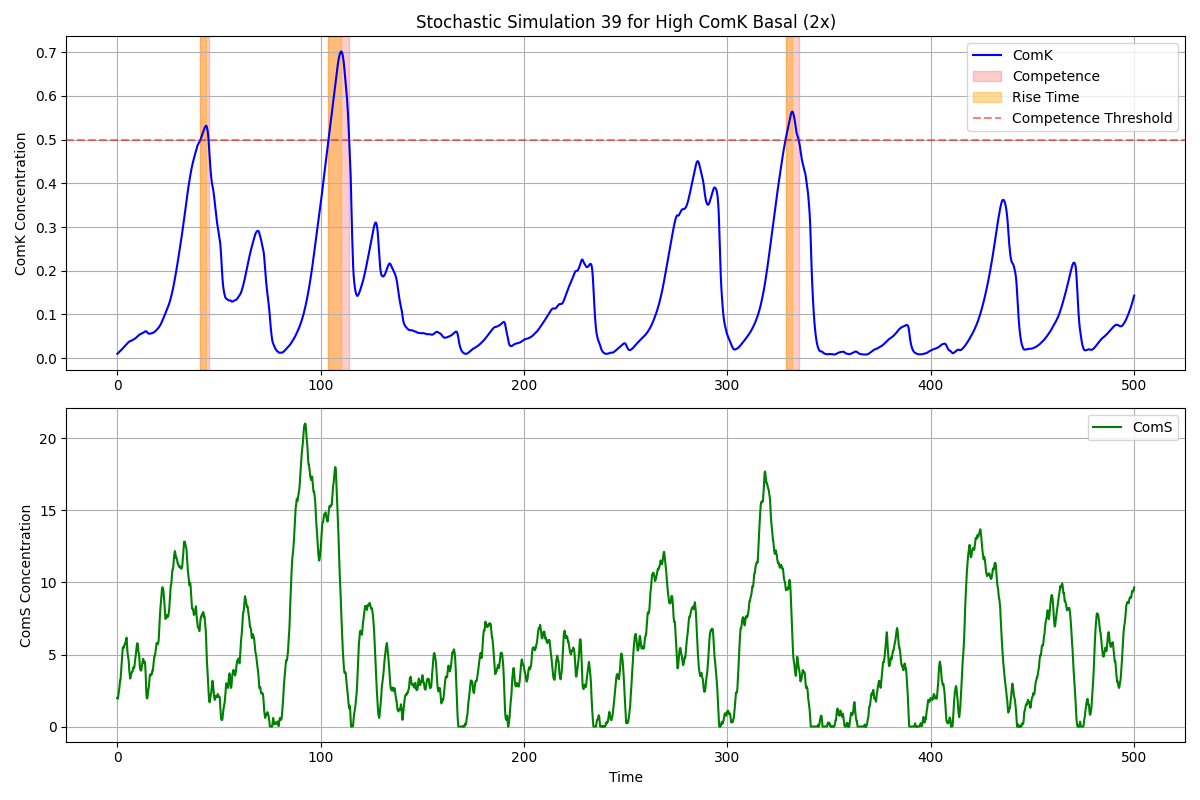 Stochastic Simulation 39 for High ComK Basal (2x)
ComK Concentration
0.7
0.6
0.5
0.4
0.3
0.2
0.1
0.0
ComK
Competence
Rise Time
Competence Threshold
0 100 200 300 400 500
ComS Concentration
20
15
10
5
0
ComS
0 100 200 300 400 500
Time